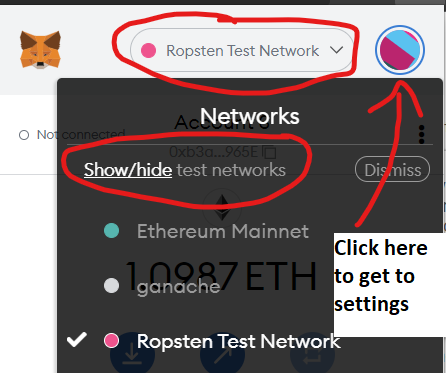 Ropsten Test Network
Networks
Not connected
Account
0xb3a...965E
Show/hide test networks
Dismiss
Ethereum Mainnet
1.0987 ETH
ganache
Ropsten Test Network
Click here
to get to
settings